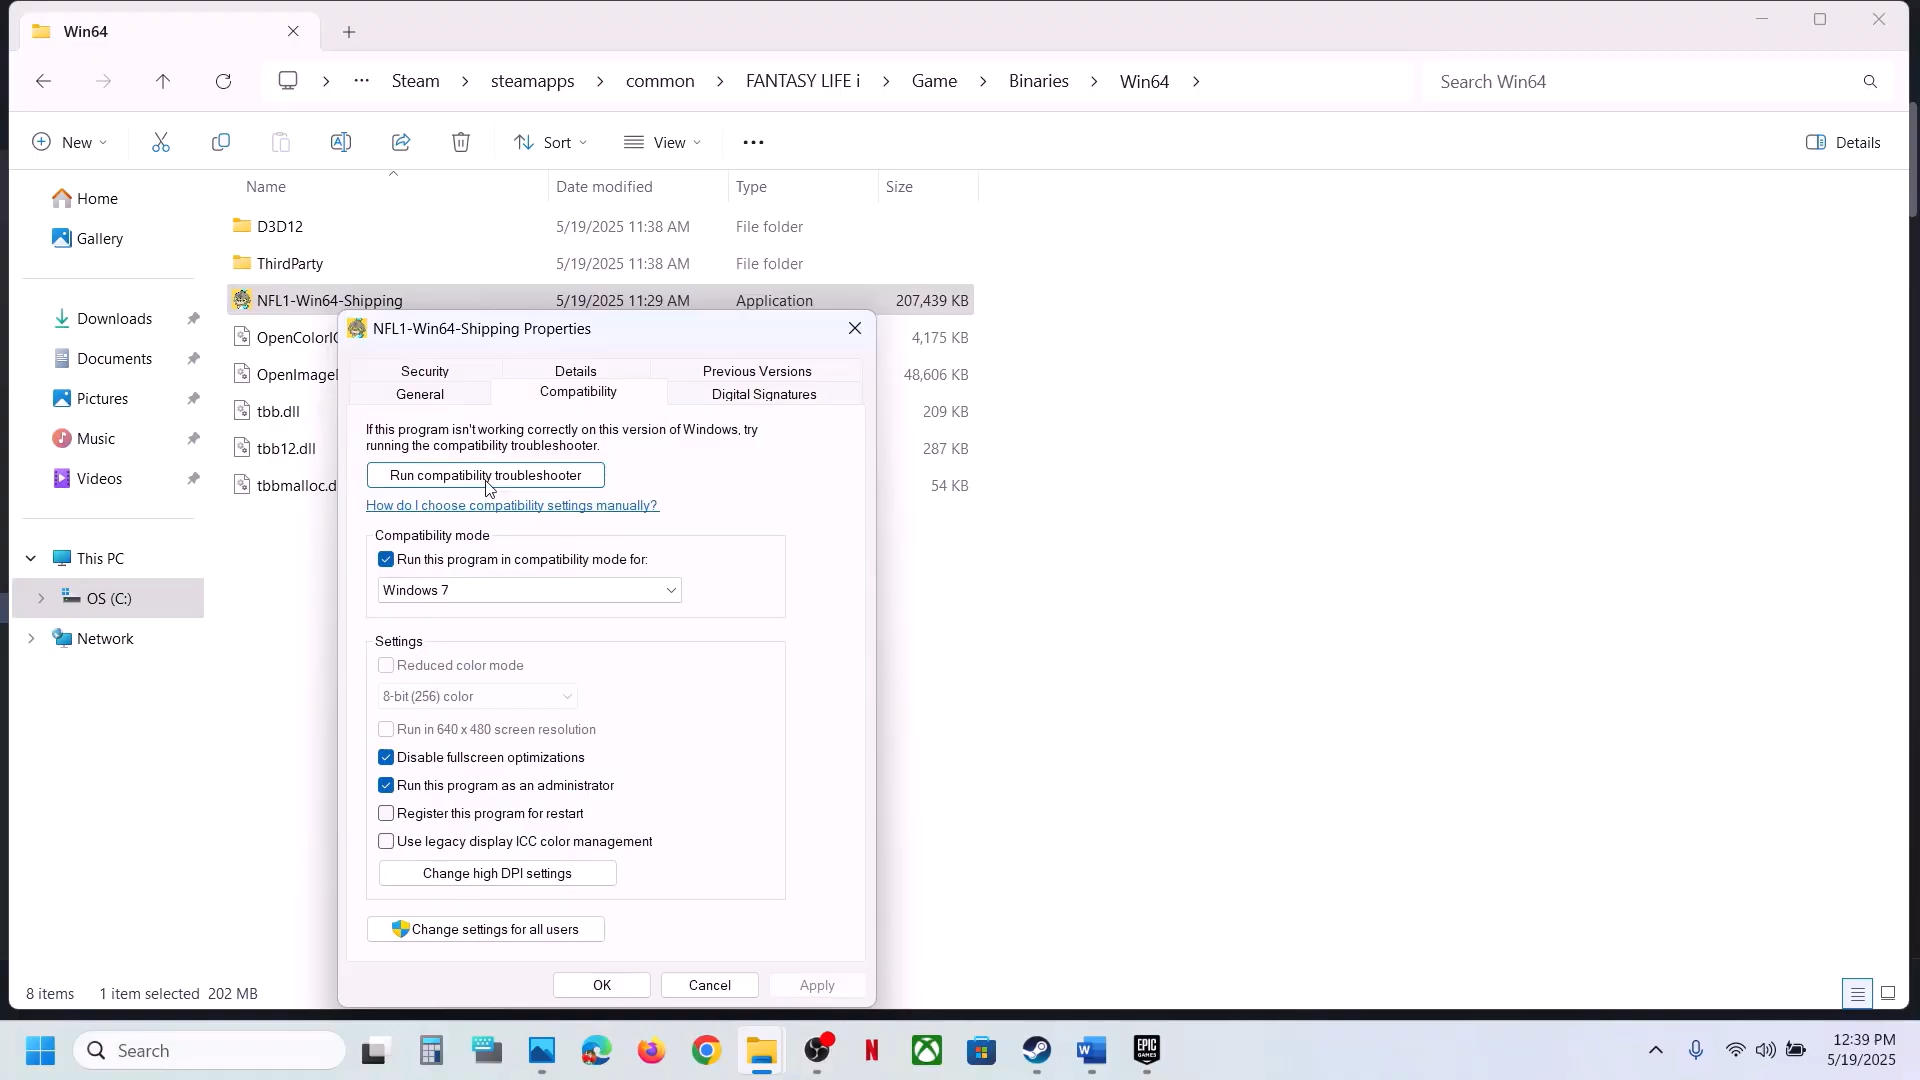 Win64
Steam
steamapps
common
FANTASY LIFE i
Game
Binaries
Win64
Search Win64
New
Sort
View
Details
Home
Gallery
Downloads
Documents
Pictures
Music
Videos
This PC
OS (C:)
Network
Name
Date modified
Type
Size
D3D12
5/19/2025 11:38 AM
File folder
ThirdParty
5/19/2025 11:38 AM
File folder
NFL1-Win64-Shipping
5/19/2025 11:29 AM
Application
207,439 KB
4,175 KB
48,606 KB
tbb.dll
209 KB
tbb12.dll
287 KB
tbbmalloc.d
54 KB
NFL1-Win64-Shipping Properties
Security
Details
Previous Versions
General
Compatibility
Digital Signatures
If this program isn't working correctly on this version of Windows, try
running the compatibility troubleshooter.
Run compatibility troubleshooter
How do I choose compatibility settings manually?
Compatibility mode
Run this program in compatibility mode for:
Windows 7
Settings
Reduced color mode
8-bit (256) color
Run in 640 x 480 screen resolution
Disable fullscreen optimizations
Run this program as an administrator
Register this program for restart
Use legacy display ICC color management
Change high DPI settings
Change settings for all users
OK
Cancel
Apply
8 items
1 item selected
202 MB
Search
EPIC
GAMES
12:39 PM
5/19/2025